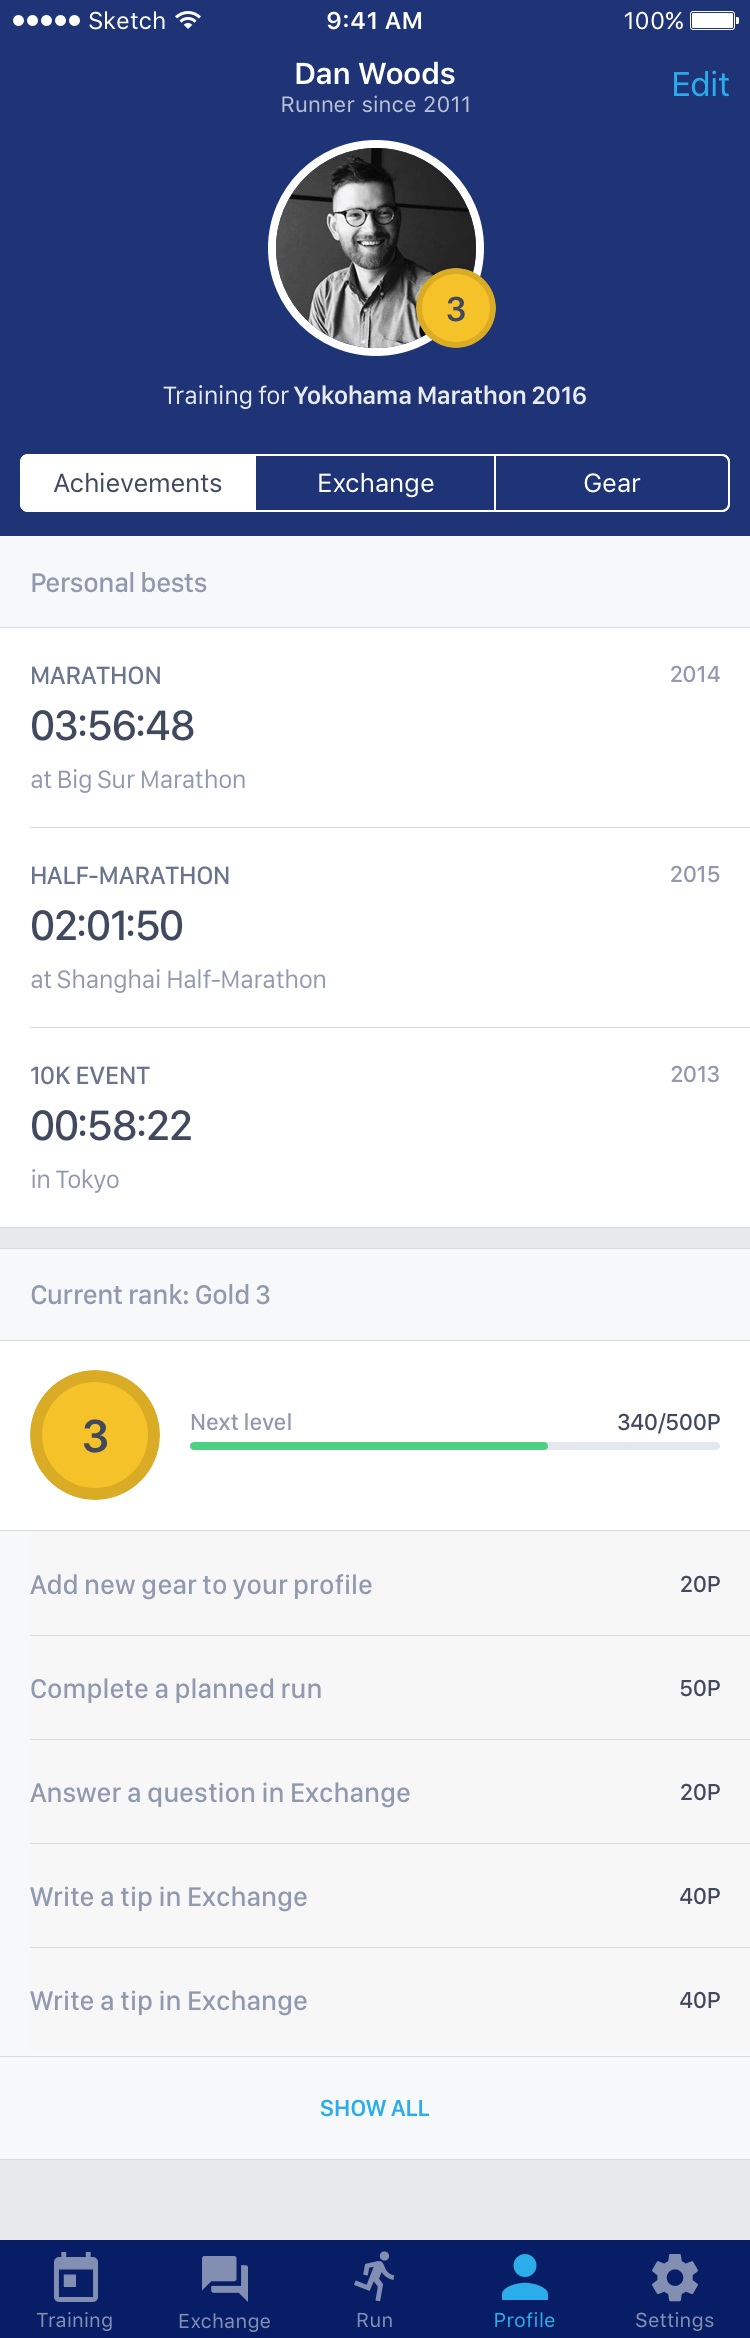 Sketch 9:41 AM 100%
Dan Woods
Runner since 2011
Edit
3
Training for Yokohama Marathon 2016
Achievements Exchange Gear
Personal bests
MARATHON 2014
03:56:48
at Big Sur Marathon
HALF-MARATHON 2015
02:01:50
at Shanghai Half-Marathon
10K EVENT 2013
00:58:22
in Tokyo
Current rank: Gold 3
3
Next level 340/500P
Add new gear to your profile 20P
Complete a planned run 50P
Answer a question in Exchange 20P
Write a tip in Exchange 40P
Write a tip in Exchange 40P
SHOW ALL
Training Exchange Run Profile Settings